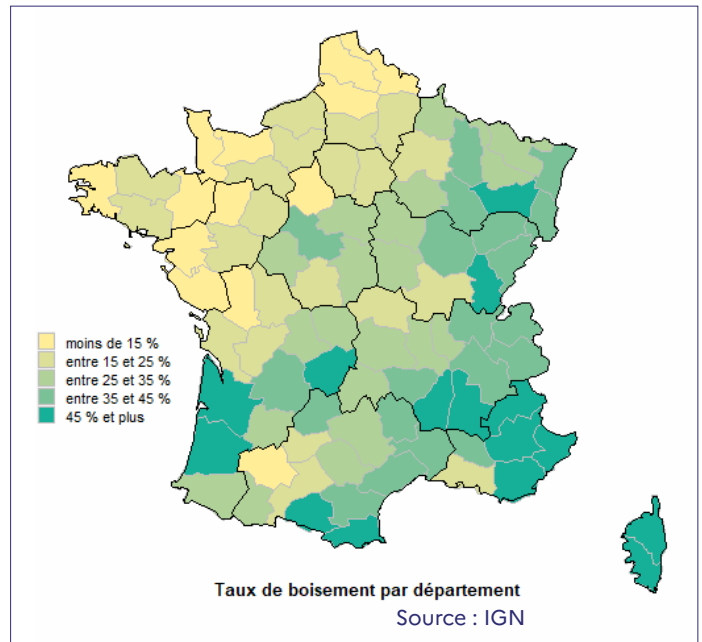 moins de 15 %
entre 15 et 25 %
entre 25 et 35 %
entre 35 et 45 %
45 % et plus
Taux de boisement par département
Source : IGN